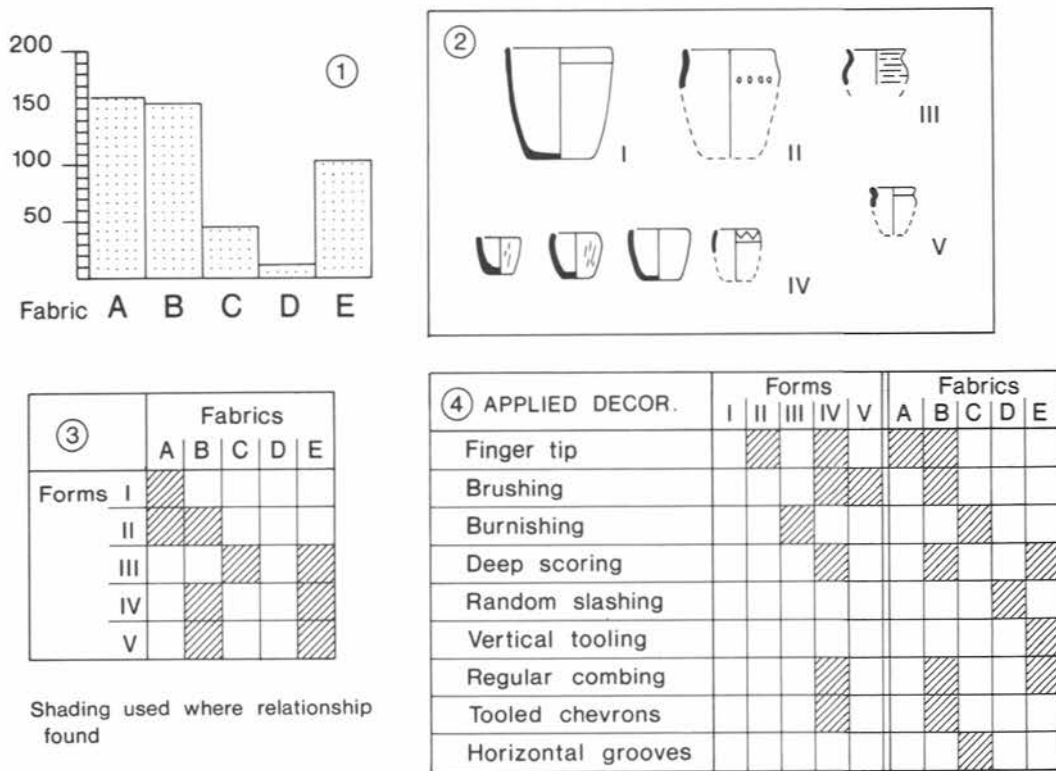 200
150
100
50
Fabric A B C D E
1
2
I
II
III
IV
V
3
Fabrics
A B C D E
Forms I
II
III
IV
V
Shading used where relationship
found
4 APPLIED DECOR.
Forms Fabrics
I II III IV V A B C D E
Finger tip
Brushing
Burnishing
Deep scoring
Random slashing
Vertical tooling
Regular combing
Tooled chevrons
Horizontal grooves